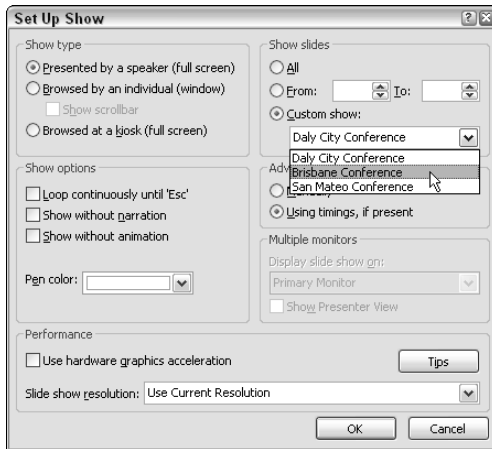 Set Up Show
Show type
Presented by a speaker (full screen)
Browsed by an individual (window)
Show scrollbar
Browsed at a kiosk (full screen)
Show slides
All
From: To:
Custom show:
Daly City Conference
Daly City Conference
Brisbane Conference
San Mateo Conference
Show options
Loop continuously until 'Esc'
Show without narration
Show without animation
Pen color:
Using timings, if present
Multiple monitors
Display slide show on:
Primary Monitor
Show Presenter View
Performance
Use hardware graphics acceleration
Tips
Slide show resolution: Use Current Resolution
OK Cancel